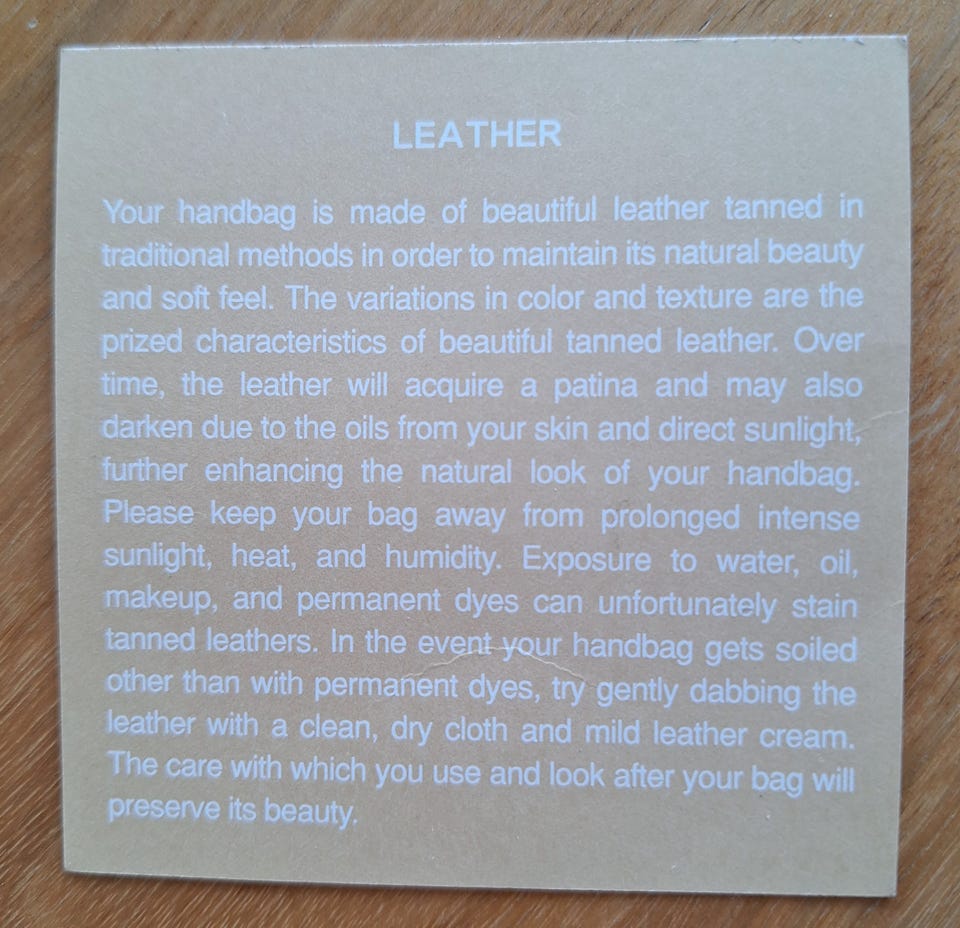 LEATHER
Your handbag is made of beautiful leather tanned in
traditional methods in order to maintain its natural beauty
and soft feel. The variations in color and texture are the
prized characteristics of beautiful tanned leather. Over
time, the leather will acquire a patina and may also
darken due to the oils from your skin and direct sunlight,
further enhancing the natural look of your handbag.
Please keep your bag away from prolonged intense
sunlight, heat, and humidity. Exposure to water, oil,
makeup, and permanent dyes can unfortunately stain
tanned leathers. In the event your handbag gets soiled
other than with permanent dyes, try gently dabbing the
leather with a clean, dry cloth and mild leather cream.
The care with which you use and look after your bag will
preserve its beauty.